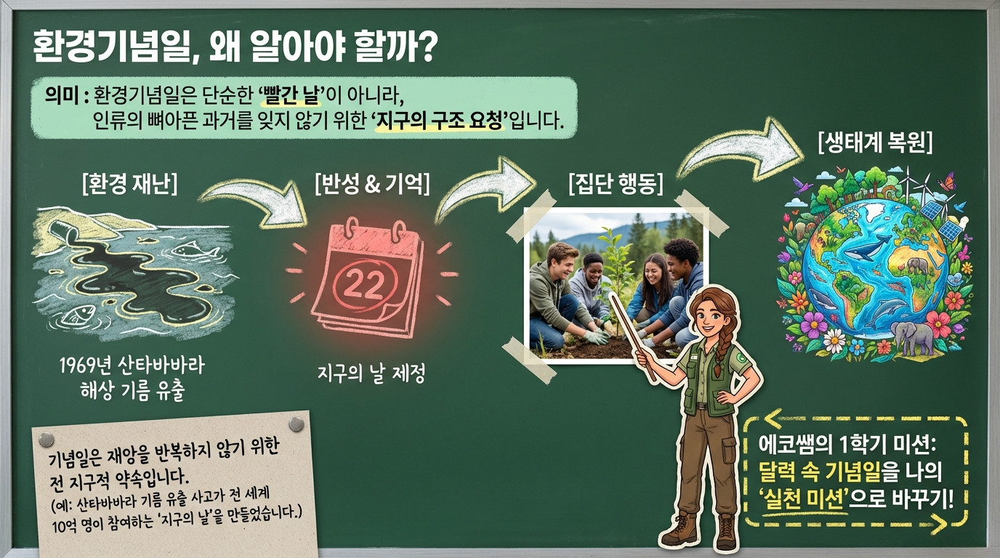 환경기념일, 왜 알아야 할까?
의미 : 환경기념일은 단순한 ‘빨간 날’이 아니라,
인류의 뼈아픈 과거를 잊지 않기 위한 ‘지구의 구조 요청’입니다.
[환경 재난]
[반성 & 기억]
[집단 행동]
[생태계 복원]
22
1969년 산타바바라
해상 기름 유출
지구의 날 제정
기념일은 재앙을 반복하지 않기 위한
전 지구적 약속입니다.
(예: 산타바바라 기름 유출 사고가 전 세계
10억 명이 참여하는 '지구의 날'을 만들었습니다.)
에코쌤의 1학기 미션:
달력 속 기념일을 나의
‘실천 미션’으로 바꾸기!